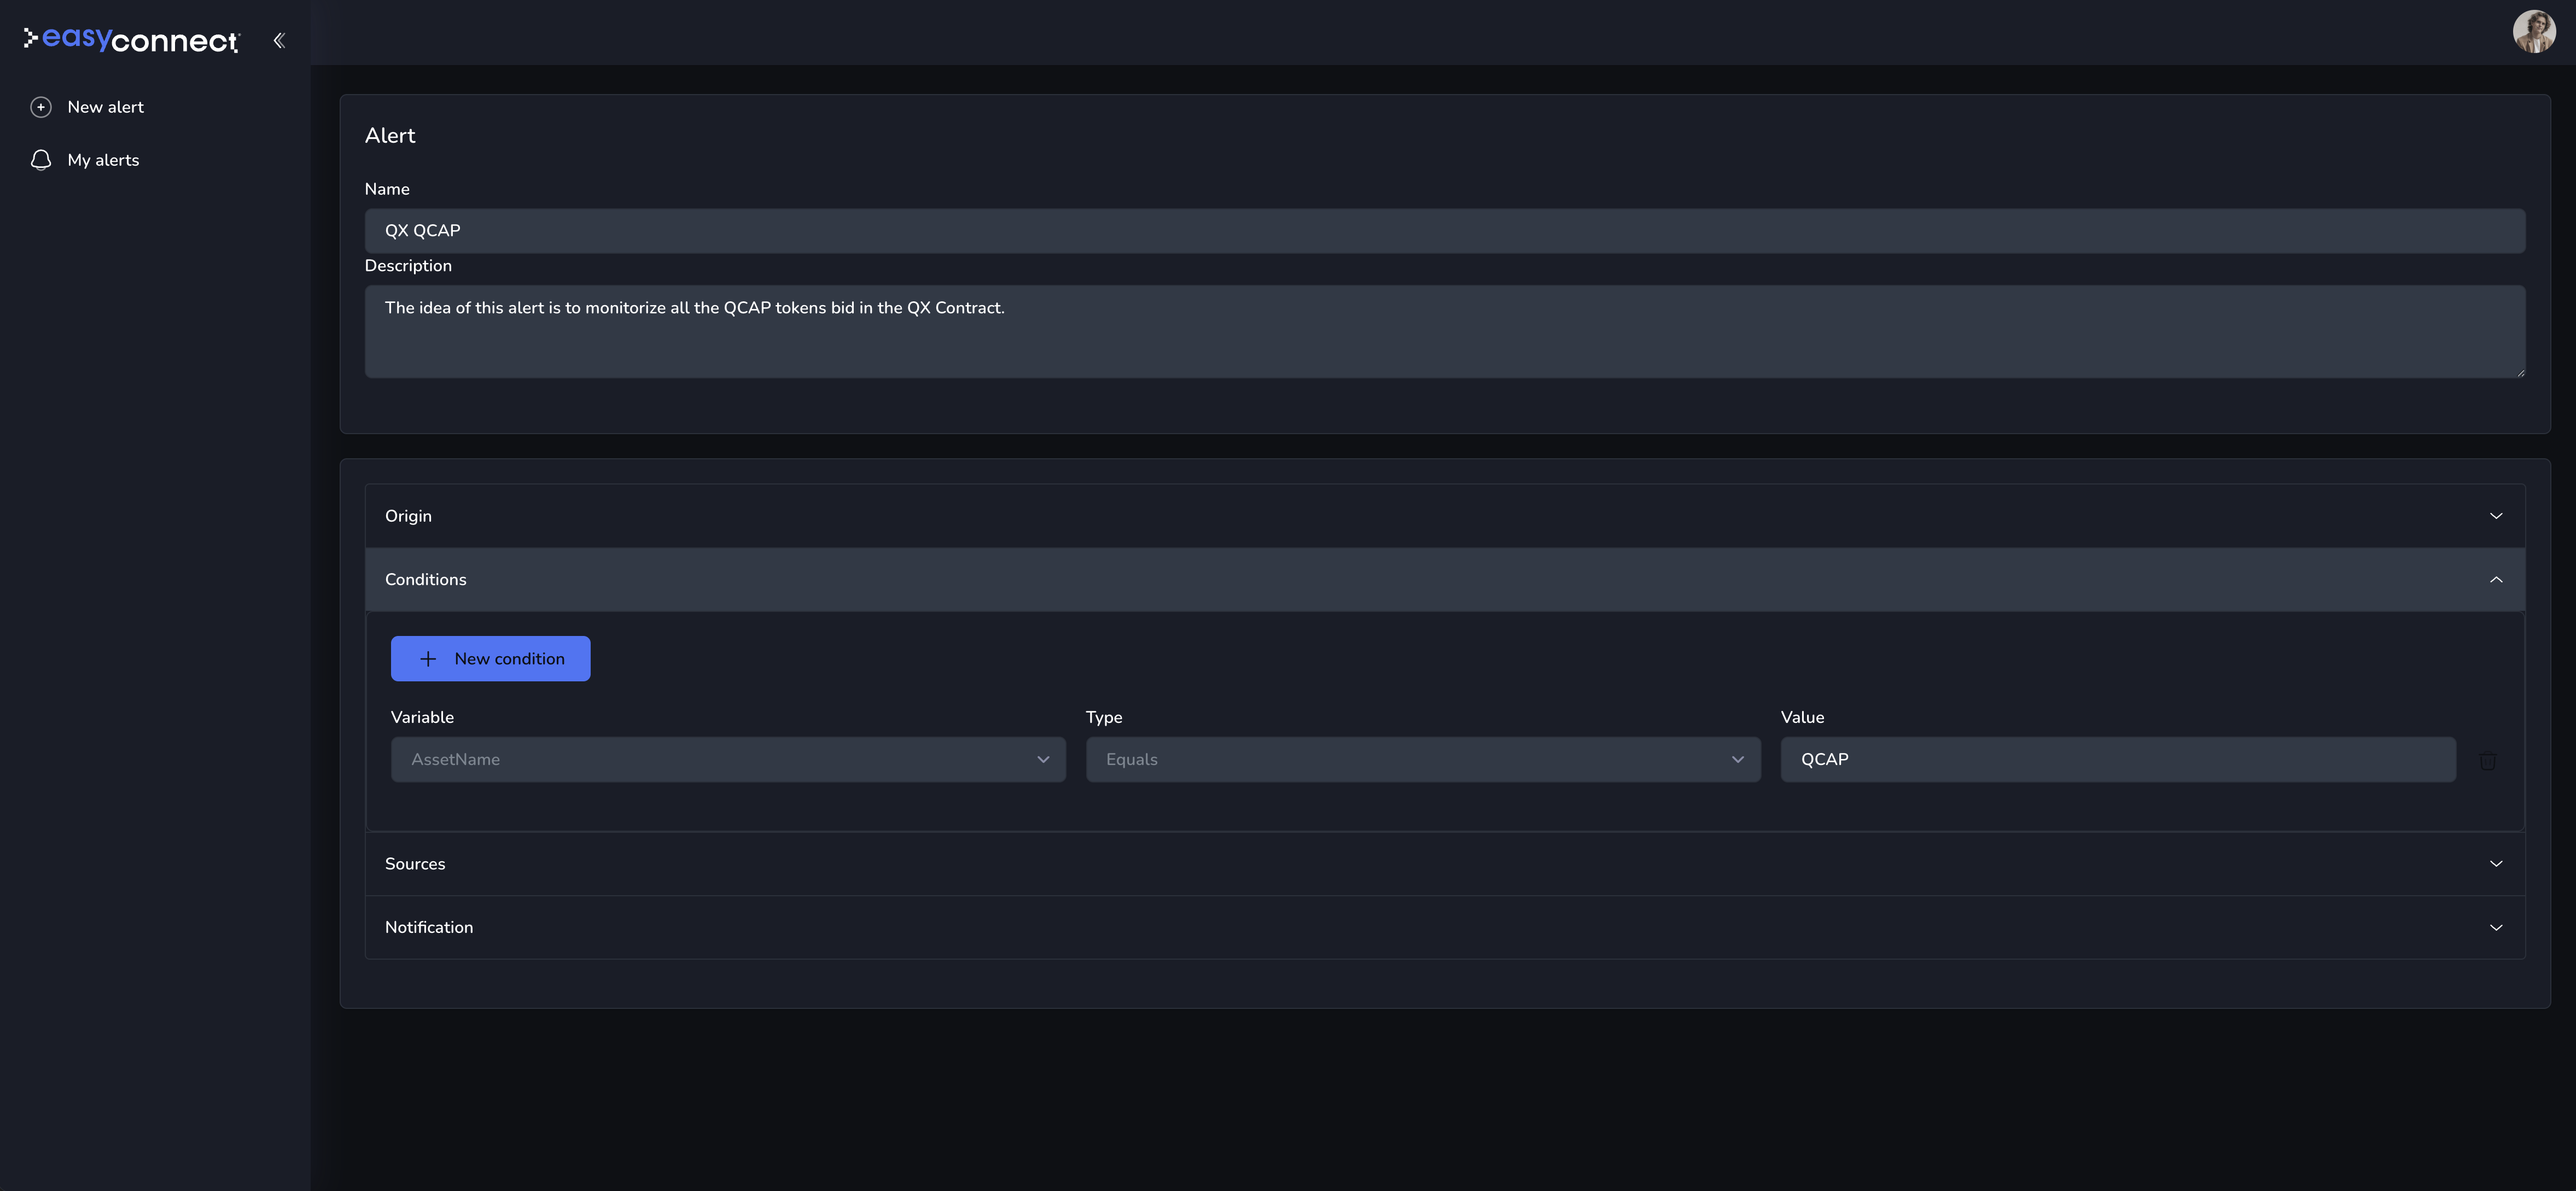 easyconnect
New alert
My alerts
Alert
Name
QX QCAP
Description
The idea of this alert is to monitorize all the QCAP tokens bid in the QX Contract.
Origin
Conditions
New condition
Variable Type Value
AssetName Equals QCAP
Sources
Notification